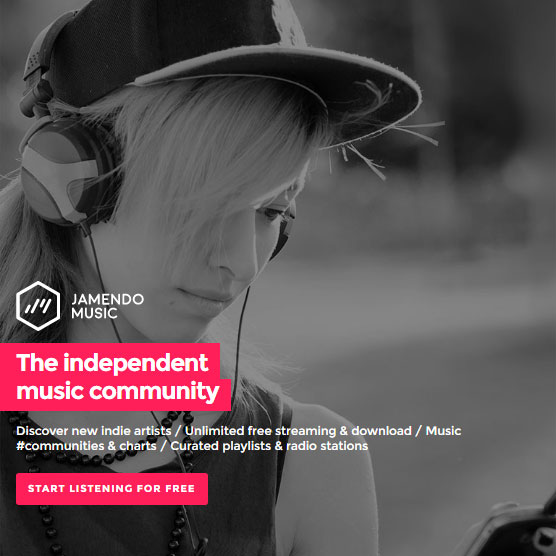 JAMENDO
MUSIC
The independent
music community
Discover new indie artists / Unlimited free streaming & download / Music
#communities & charts / Curated playlists & radio stations
START LISTENING FOR FREE